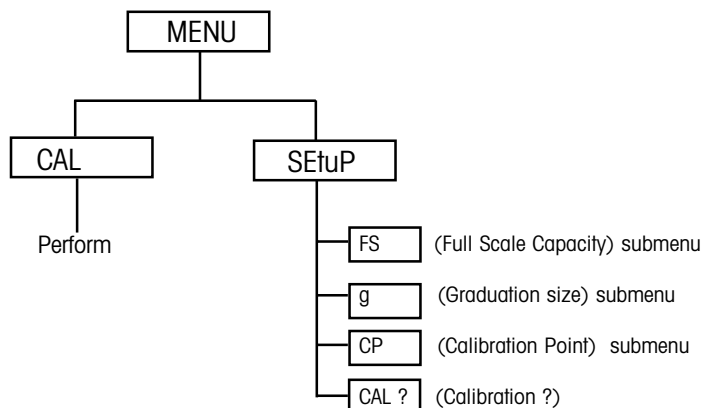 MENU
CAL SEtuP
Perform
FS (Full Scale Capacity) submenu
g (Graduation size) submenu
CP (Calibration Point) submenu
CAL ? (Calibration ?)